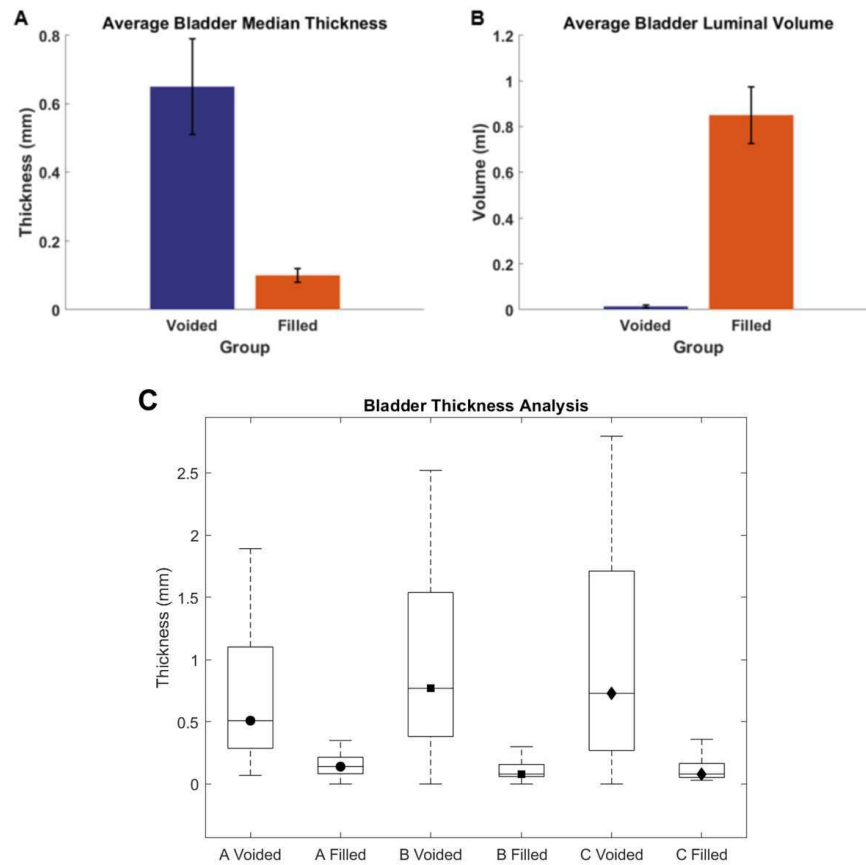 A
Average Bladder Median Thickness
Thickness (mm)
0.8
0.6
0.4
0.2
0
Voided Filled
Group
B
Average Bladder Luminal Volume
Volume (ml)
1.2
1
0.8
0.6
0.4
0.2
0
Voided Filled
Group
C
Bladder Thickness Analysis
Thickness (mm)
2.5
2
1.5
1
0.5
0
A Voided A Filled B Voided B Filled C Voided C Filled